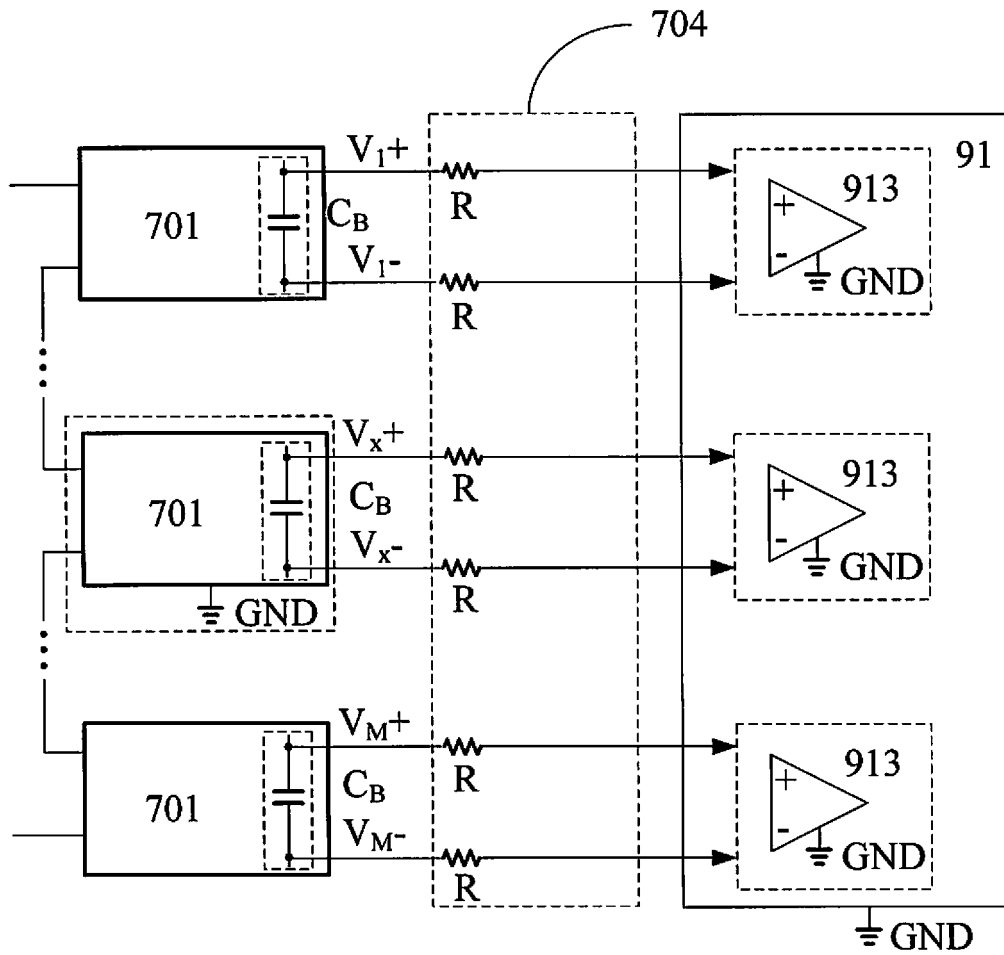 704
V1+
R
701
CB
V1-
R
913
+
-
GND
91
Vx+
R
701
CB
Vx-
R
GND
913
+
-
GND
VM+
R
701
CB
VM-
R
913
+
-
GND
GND